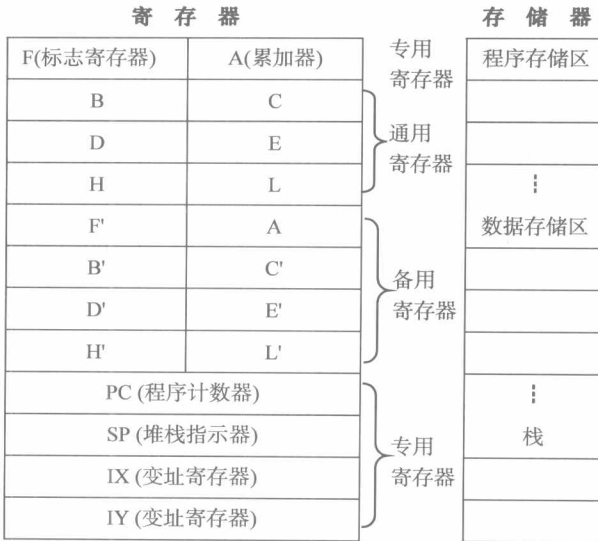 寄存器 存储器
F(标志寄存器) A(累加器) 专用寄存器 程序存储区
B C
D E 通用寄存器
H L
F' A 数据存储区
B' C' 备用寄存器
D' E'
H' L'
PC (程序计数器)
SP (堆栈指示器) 专用寄存器 栈
IX (变址寄存器)
IY (变址寄存器)